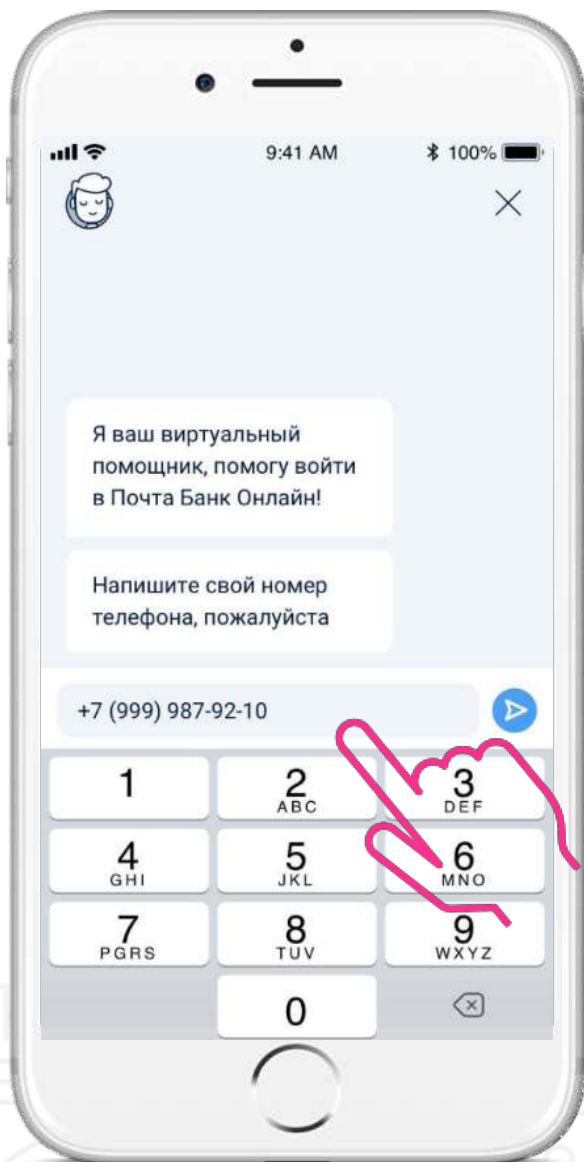 9:41 AM 100%
Я ваш виртуальный
помощник, помогу войти
в Почта Банк Онлайн!
Напишите свой номер
телефона, пожалуйста
+7 (999) 987-92-10
1 2 3
ABC DEF
4 5 6
GHI JKL MNO
7 8 9
PGRS TUV WXYZ
0